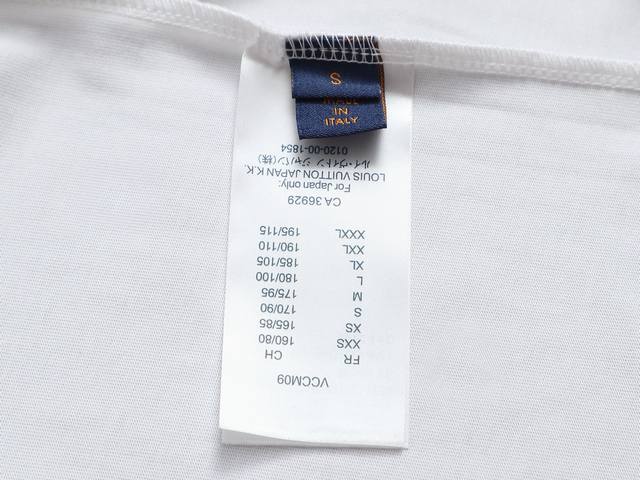 S
MADE
IN
ITALY
VCCM09
FR CH
XXS 160/80
XS 165/85
S 170/90
M 175/95
L 180/100
XL 185/105
XXL 190/110
XXXL 195/115
CA 36929
For Japan only:
LOUIS VUITTON JAPAN K.K.
ルイ・ヴィトン ジャパン(株)
0120-00-1854